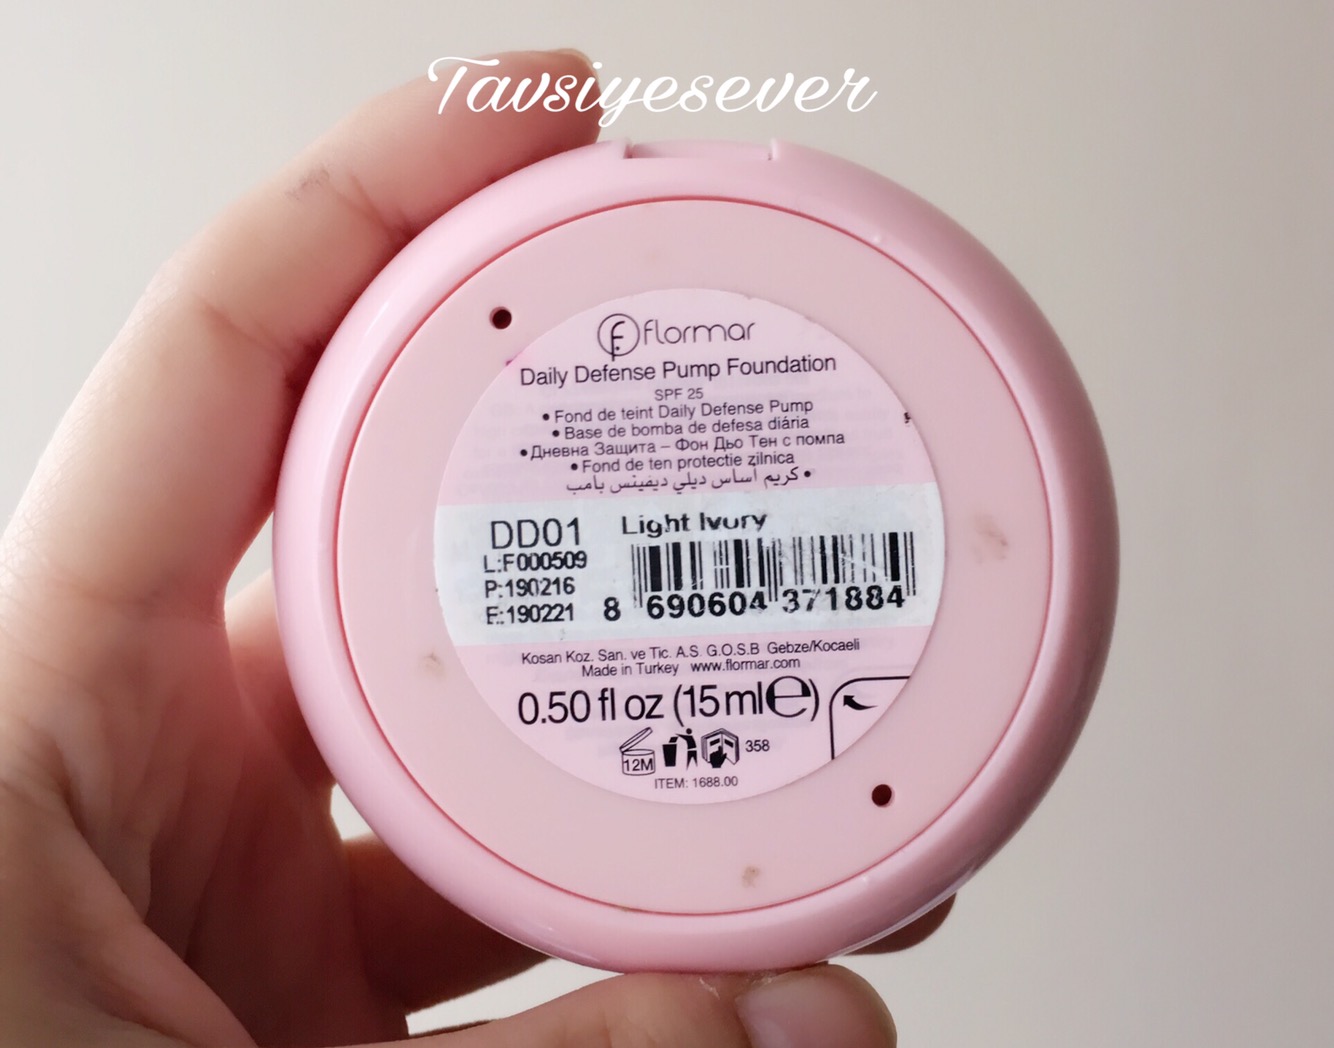 Tavsiyesever
flormar
Daily Defense Pump Foundation
SPF 25
• Fond de teint Daily Defense Pump
• Base de bomba de defesa diária
• Дневна Защита – Фон Дьо Тен с помпа
• Fond de ten protectie zilnica
• كريم أساس ديلي ديفينس بامب
DD01 Light Ivory
L:F000509
P:190216
E:190221
8 690604 371884
Kosan Koz. San. ve Tic. A.S. G.O.S.B Gebze/Kocaeli
Made in Turkey www.flormar.com
0.50 fl oz (15 ml e)
12M 358
ITEM: 1688.00